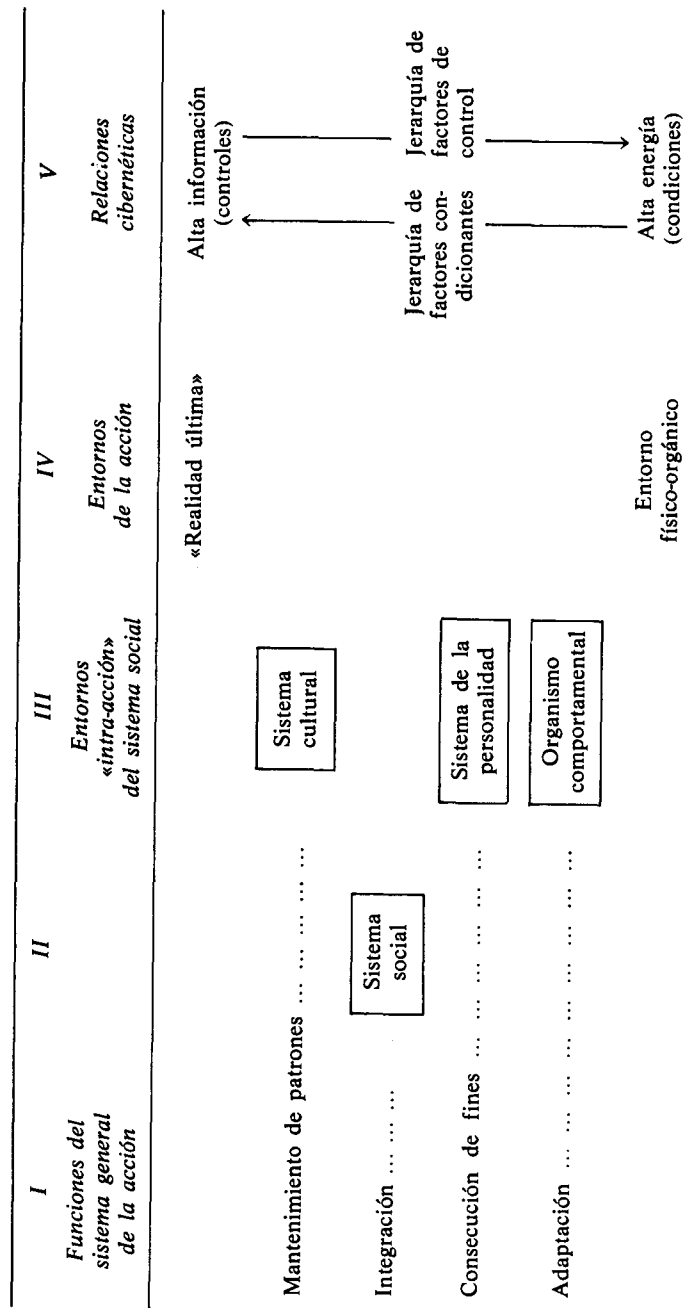 I
II
III
IV
V
Funciones del
sistema general
de la acción
Entornos
«intra-acción»
del sistema social
Entornos
de la acción
Relaciones
cibernéticas
«Realidad última»
Alta información
(controles)
Mantenimiento de patrones ... ... ... ... ...
Sistema
cultural
Integración ... ... ...
Sistema
social
Jerarquía de
factores con-
dicionantes
Jerarquía de
factores de
control
Consecución de fines ... ... ... ... ... ... ...
Sistema de la
personalidad
Adaptación ... ... ... ... ... ... ... ... ...
Organismo
comportamental
Entorno
físico-orgánico
Alta energía
(condiciones)